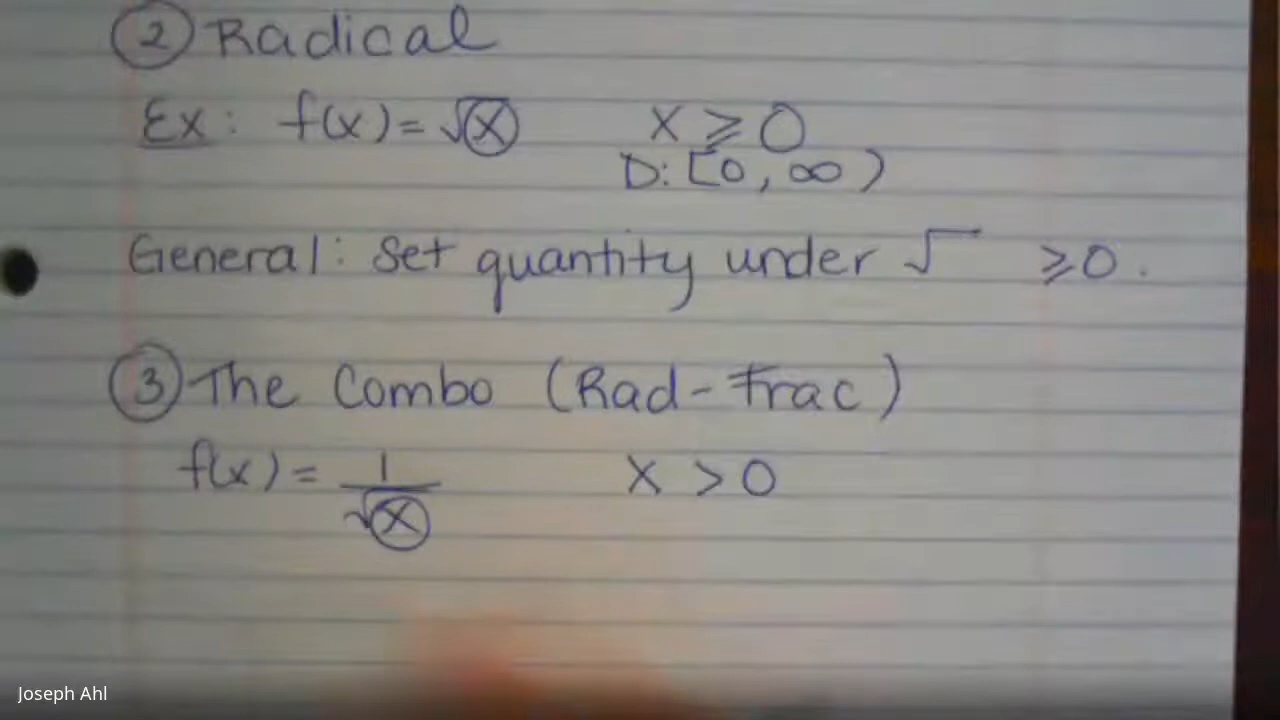 ② Radical
Ex: f(x) = √x x ≥ 0
D: [0, ∞)
General: Set quantity under √ ≥ 0.
③ The Combo (Rad-Frac)
f(x) = 1/√x x > 0
Joseph Ahl